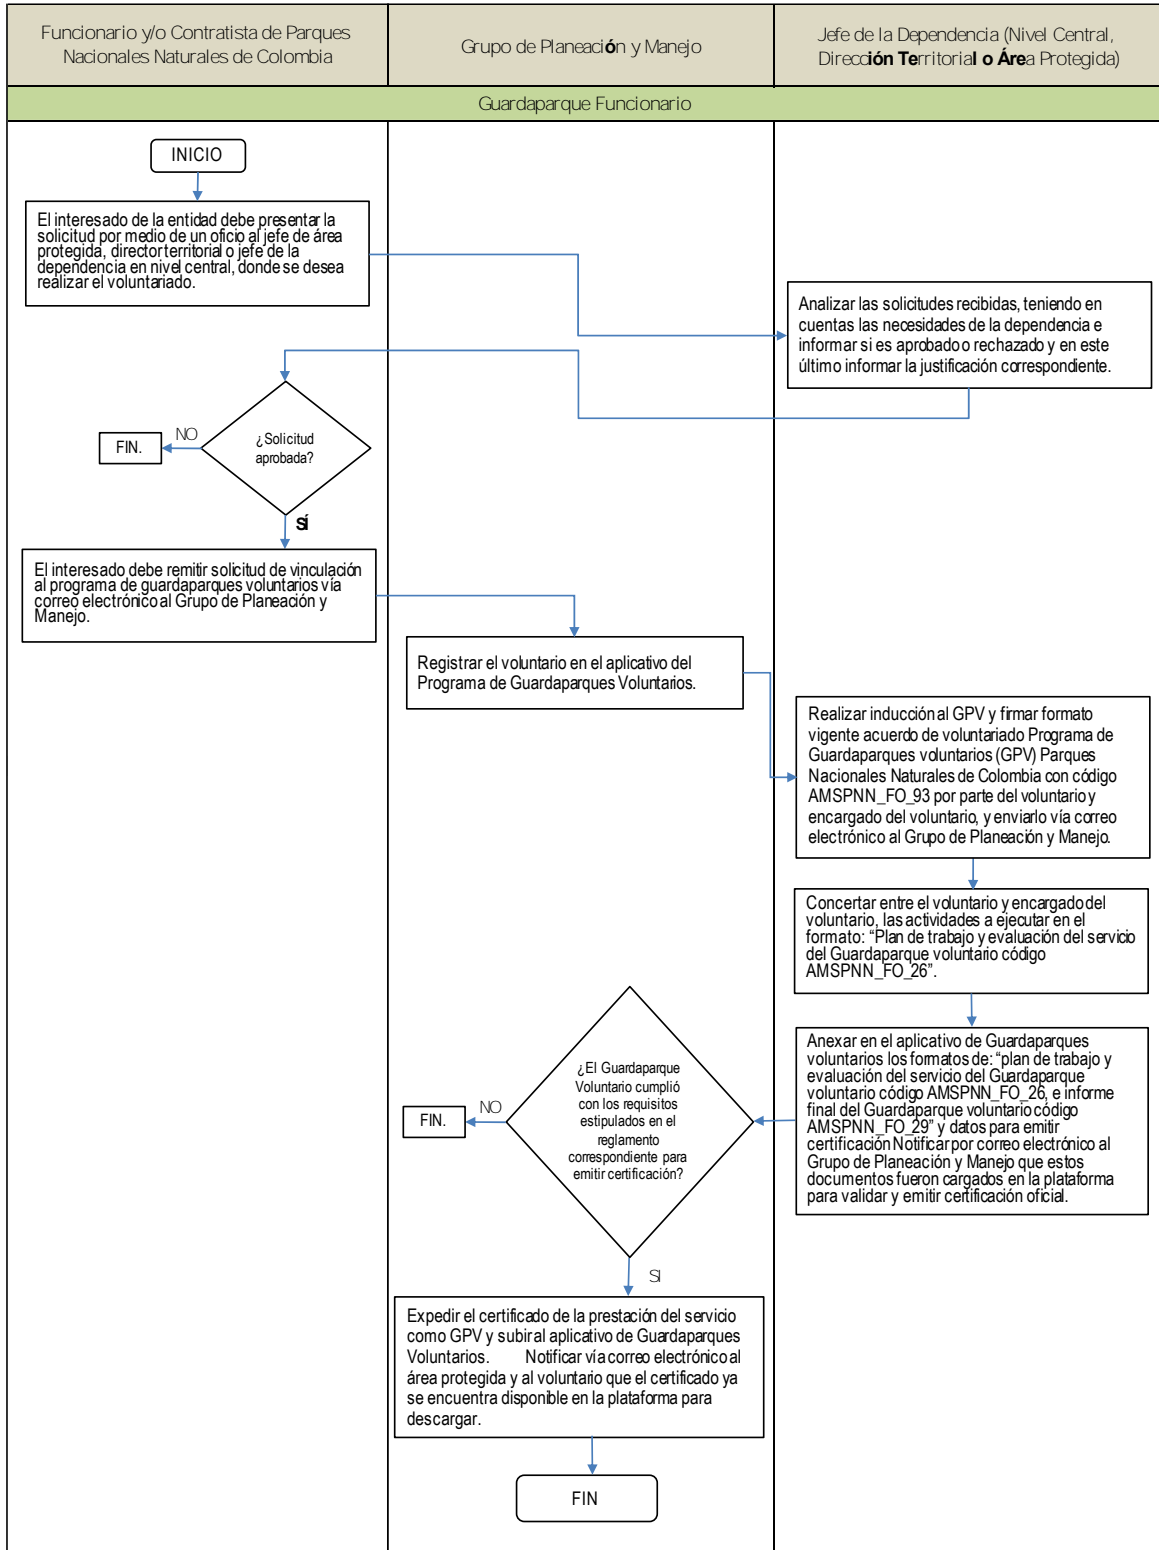 Funcionario y/o Contratista de Parques
Nacionales Naturales de Colombia
Grupo de Planeación y Manejo
Jefe de la Dependencia (Nivel Central,
Dirección Territorial o Área Protegida)
Guardaparque Funcionario
INICIO
El interesado de la entidad debe presentar la
solicitud por medio de un oficio al jefe de área
protegida, director territorial o jefe de la
dependencia en nivel central, donde se desea
realizar el voluntariado.
Analizar las solicitudes recibidas, teniendo en
cuentas las necesidades de la dependencia e
informar si es aprobado o rechazado y en este
último informar la justificación correspondiente.
¿Solicitud
aprobada?
NO
FIN.
SÍ
El interesado debe remitir solicitud de vinculación
al programa de guardaparques voluntarios vía
correo electrónico al Grupo de Planeación y
Manejo.
Registrar el voluntario en el aplicativo del
Programa de Guardaparques Voluntarios.
Realizar inducción al GPV y firmar formato
vigente acuerdo de voluntariado Programa de
Guardaparques voluntarios (GPV) Parques
Nacionales Naturales de Colombia con código
AMSPNN_FO_93 por parte del voluntario y
encargado del voluntario, y enviarlo vía correo
electrónico al Grupo de Planeación y Manejo.
Concertar entre el voluntario y encargado del
voluntario, las actividades a ejecutar en el
formato: “Plan de trabajo y evaluación del servicio
del Guardaparque voluntario código
AMSPNN_FO_26”.
Anexar en el aplicativo de Guardaparques
voluntarios los formatos de: “plan de trabajo y
evaluación del servicio del Guardaparque
voluntario código AMSPNN_FO_26, e informe
final del Guardaparque voluntario código
AMSPNN_FO_29” y datos para emitir
certificación Notificar por correo electrónico al
Grupo de Planeación y Manejo que estos
documentos fueron cargados en la plataforma
para validar y emitir certificación oficial.
¿El Guardaparque
Voluntario cumplió
con los requisitos
estipulados en el
reglamento
correspondiente para
emitir certificación?
NO
FIN.
SI
Expedir el certificado de la prestación del servicio
como GPV y subir al aplicativo de Guardaparques
Voluntarios. Notificar vía correo electrónico al
área protegida y al voluntario que el certificado ya
se encuentra disponible en la plataforma para
descargar.
FIN